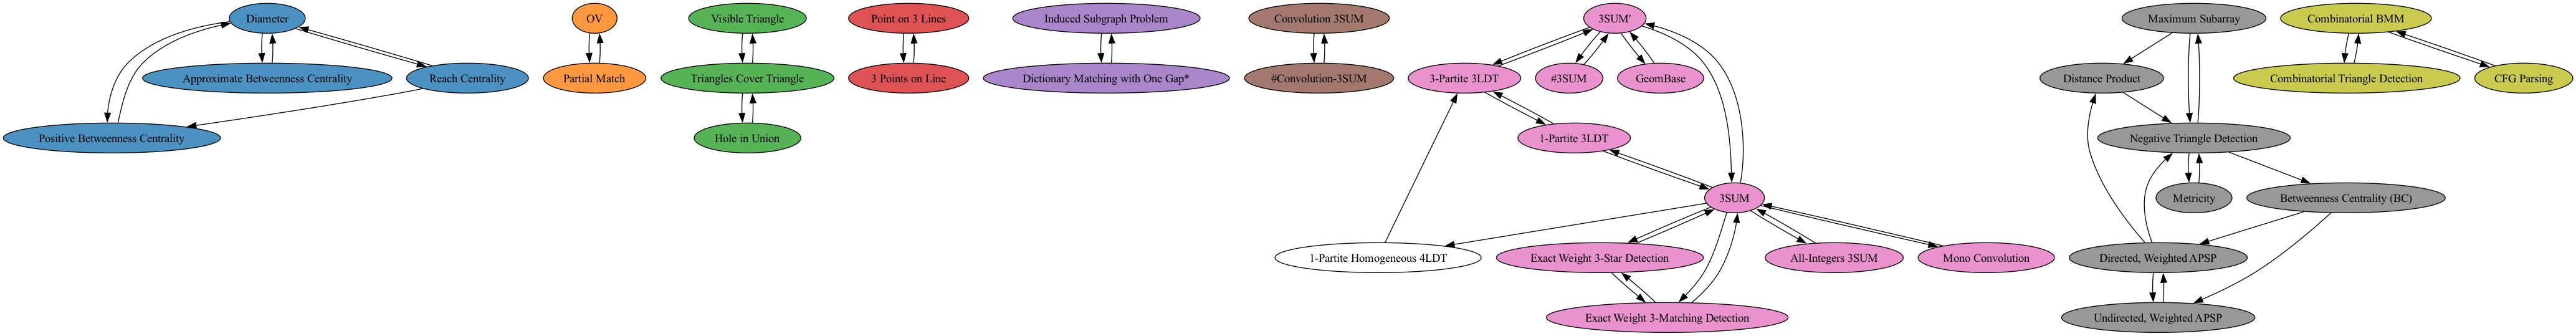 Diameter
OV
Visible Triangle
Point on 3 Lines
Induced Subgraph Problem
Convolution 3SUM
3SUM'
Maximum Subarray
Combinatorial BMM
Approximate Betweenness Centrality
Reach Centrality
Partial Match
Triangles Cover Triangle
3 Points on Line
Dictionary Matching with One Gap*
#Convolution-3SUM
3-Partite 3LDT
#3SUM
GeomBase
Distance Product
Combinatorial Triangle Detection
CFG Parsing
Positive Betweenness Centrality
Hole in Union
1-Partite 3LDT
Negative Triangle Detection
3SUM
Metricity
Betweenness Centrality (BC)
1-Partite Homogeneous 4LDT
Exact Weight 3-Star Detection
All-Integers 3SUM
Mono Convolution
Directed, Weighted APSP
Exact Weight 3-Matching Detection
Undirected, Weighted APSP